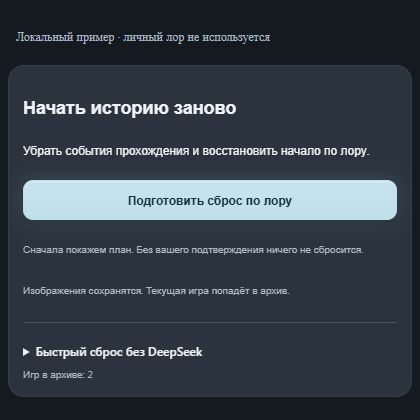 Локальный пример · личный лор не используется
Начать историю заново
Убрать события прохождения и восстановить начало по лору.
Подготовить сброс по лору
Сначала покажем план. Без вашего подтверждения ничего не сбросится.
Изображения сохранятся. Текущая игра попадёт в архив.
▶ Быстрый сброс без DeepSeek
Игр в архиве: 2